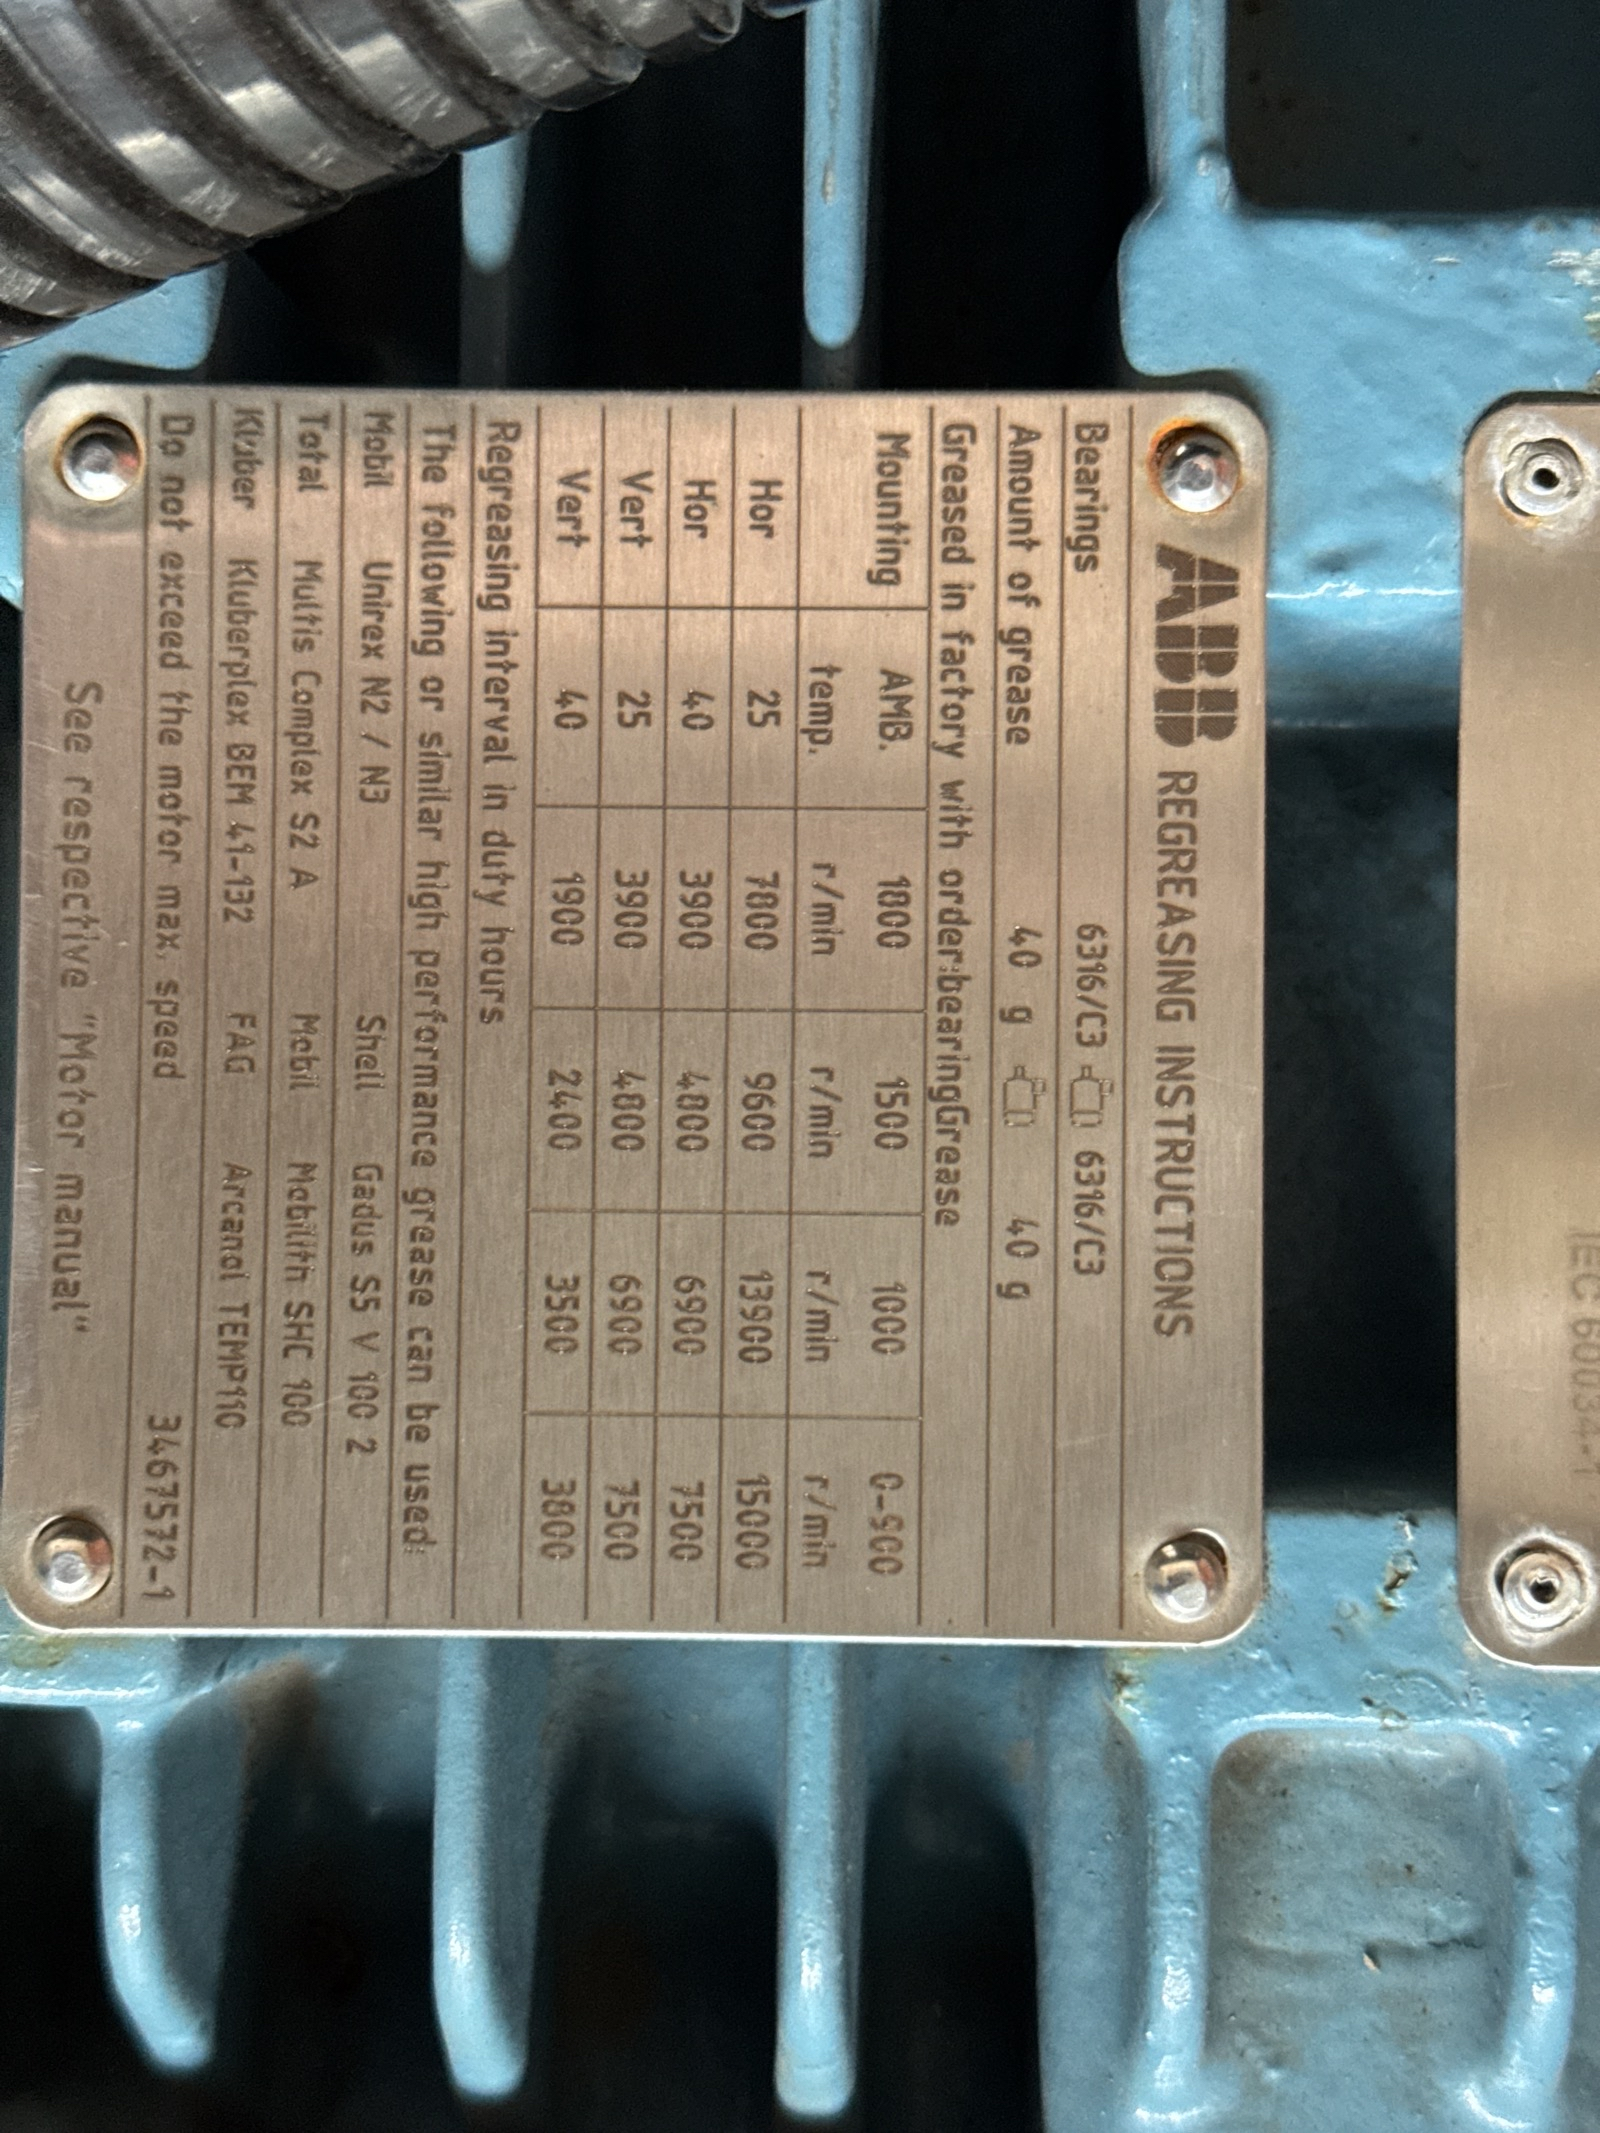 ABB REGREASING INSTRUCTIONS
Bearings 6316/C3 6316/C3
Amount of grease 40 g 40 g
Greased in factory with order:bearingGrease
Mounting AMB. 1800 1500 1000 0-900
temp. r/min r/min r/min r/min
Hor 25 7800 9600 13900 15000
Hor 40 3900 4800 6900 7500
Vert 25 3900 4800 6900 7500
Vert 40 1900 2400 3500 3800
Regreasing interval in duty hours
The following or similar high performance grease can be used:
Mobil Unirex N2 / N3 Shell Gadus S5 V 100 2
Total Multis Complex S2 A Mobil Mobilith SHC 100
Kluber Kluberplex BEM 41-132 FAG Arcanol TEMP110
Do not exceed the motor max. speed 3467572-1
See respective "Motor manual"
IEC 60034-1